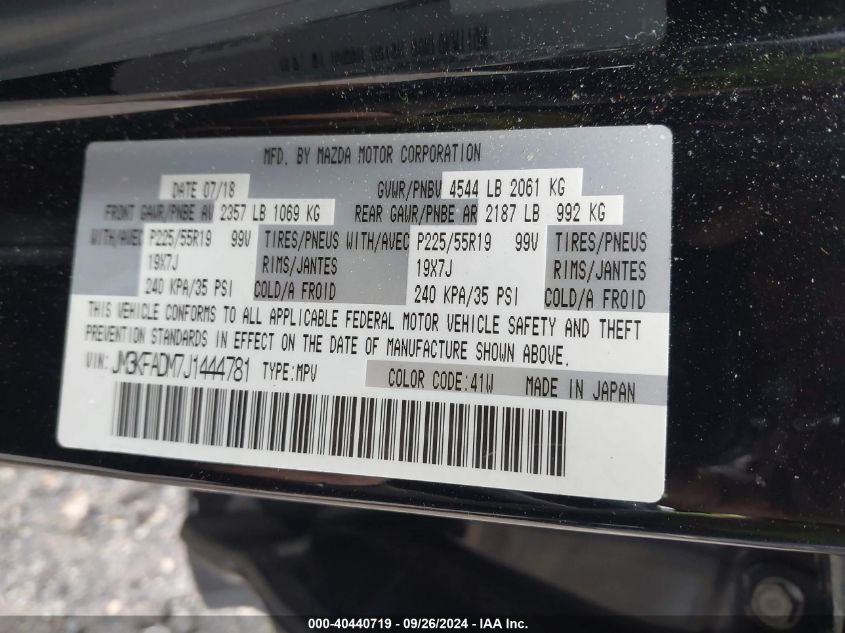 MFD. BY MAZDA MOTOR CORPORATION
DATE 07/18 GVWR/PNBV 4544 LB 2061 KG
FRONT GAWR/PNBE AV 2357 LB 1069 KG REAR GAWR/PNBE AR 2187 LB 992 KG
WITH/AVEC P225/55R19 99V TIRES/PNEUS WITH/AVEC P225/55R19 99V TIRES/PNEUS
19X7J RIMS/JANTES 19X7J RIMS/JANTES
240 KPA/35 PSI COLD/A FROID 240 KPA/35 PSI COLD/A FROID
THIS VEHICLE CONFORMS TO ALL APPLICABLE FEDERAL MOTOR VEHICLE SAFETY AND THEFT
PREVENTION STANDARDS IN EFFECT ON THE DATE OF MANUFACTURE SHOWN ABOVE.
VIN: JM3KFADM7J1444781 TYPE:MPV COLOR CODE:41W MADE IN JAPAN
000-40440719 - 09/26/2024 - IAA Inc.